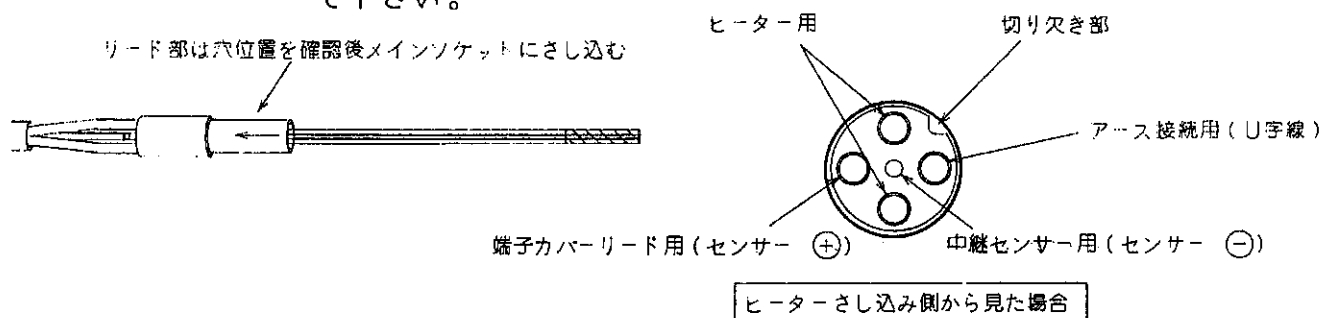 て下さい。
リード部は穴位置を確認後メインソケットにさし込む
ヒーター用
切り欠き部
アース接続用(U字線)
端子カバーリード用(センサー ⊕)
中継センサー用(センサー ⊖)
ヒーターさし込み側から見た場合